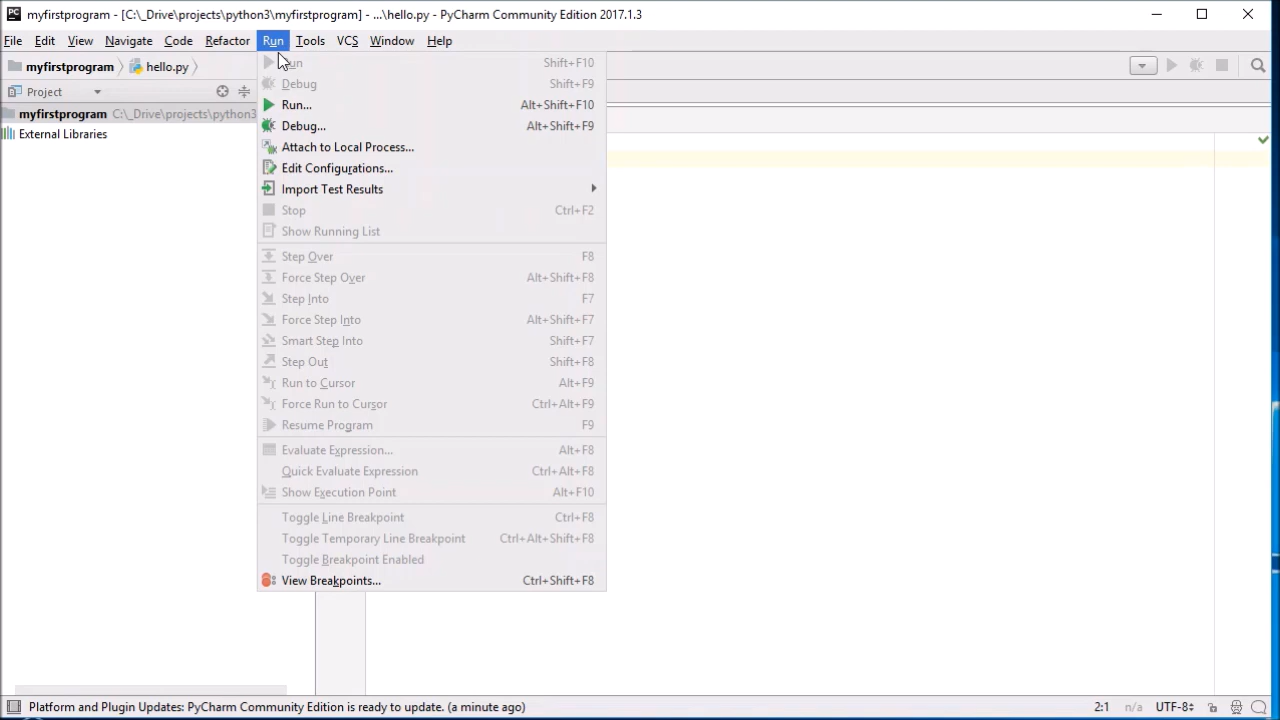 myfirstprogram - [C:\_Drive\projects\python3\myfirstprogram] - ...\hello.py - PyCharm Community Edition 2017.1.3
File Edit View Navigate Code Refactor Run Tools VCS Window Help
myfirstprogram hello.py
Project
myfirstprogram C:\_Drive\projects\python3
External Libraries
Run Shift+F10
Debug Shift+F9
Run... Alt+Shift+F10
Debug... Alt+Shift+F9
Attach to Local Process...
Edit Configurations...
Import Test Results
Stop Ctrl+F2
Show Running List
Step Over F8
Force Step Over Alt+Shift+F8
Step Into F7
Force Step Into Alt+Shift+F7
Smart Step Into Shift+F7
Step Out Shift+F8
Run to Cursor Alt+F9
Force Run to Cursor Ctrl+Alt+F9
Resume Program F9
Evaluate Expression... Alt+F8
Quick Evaluate Expression Ctrl+Alt+F8
Show Execution Point Alt+F10
Toggle Line Breakpoint Ctrl+F8
Toggle Temporary Line Breakpoint Ctrl+Alt+Shift+F8
Toggle Breakpoint Enabled
View Breakpoints... Ctrl+Shift+F8
Platform and Plugin Updates: PyCharm Community Edition is ready to update. (a minute ago) 2:1 n/a UTF-8